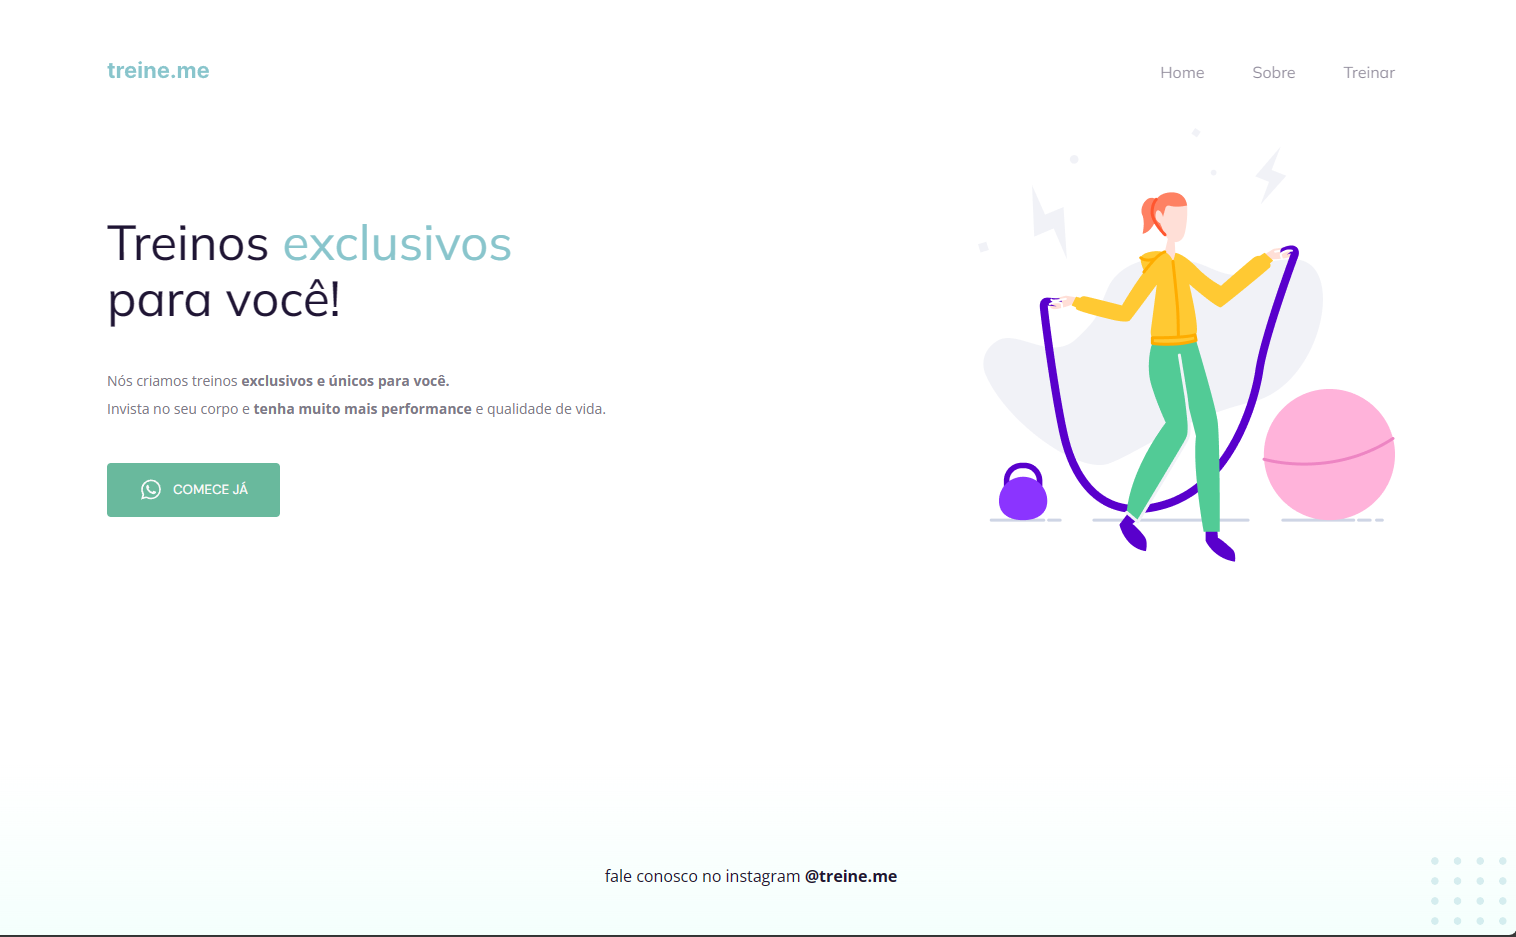 treine.me
Home Sobre Treinar
Treinos exclusivos
para você!
Nós criamos treinos exclusivos e únicos para você.
Invista no seu corpo e tenha muito mais performance e qualidade de vida.
COMECE JÁ
fale conosco no instagram @treine.me